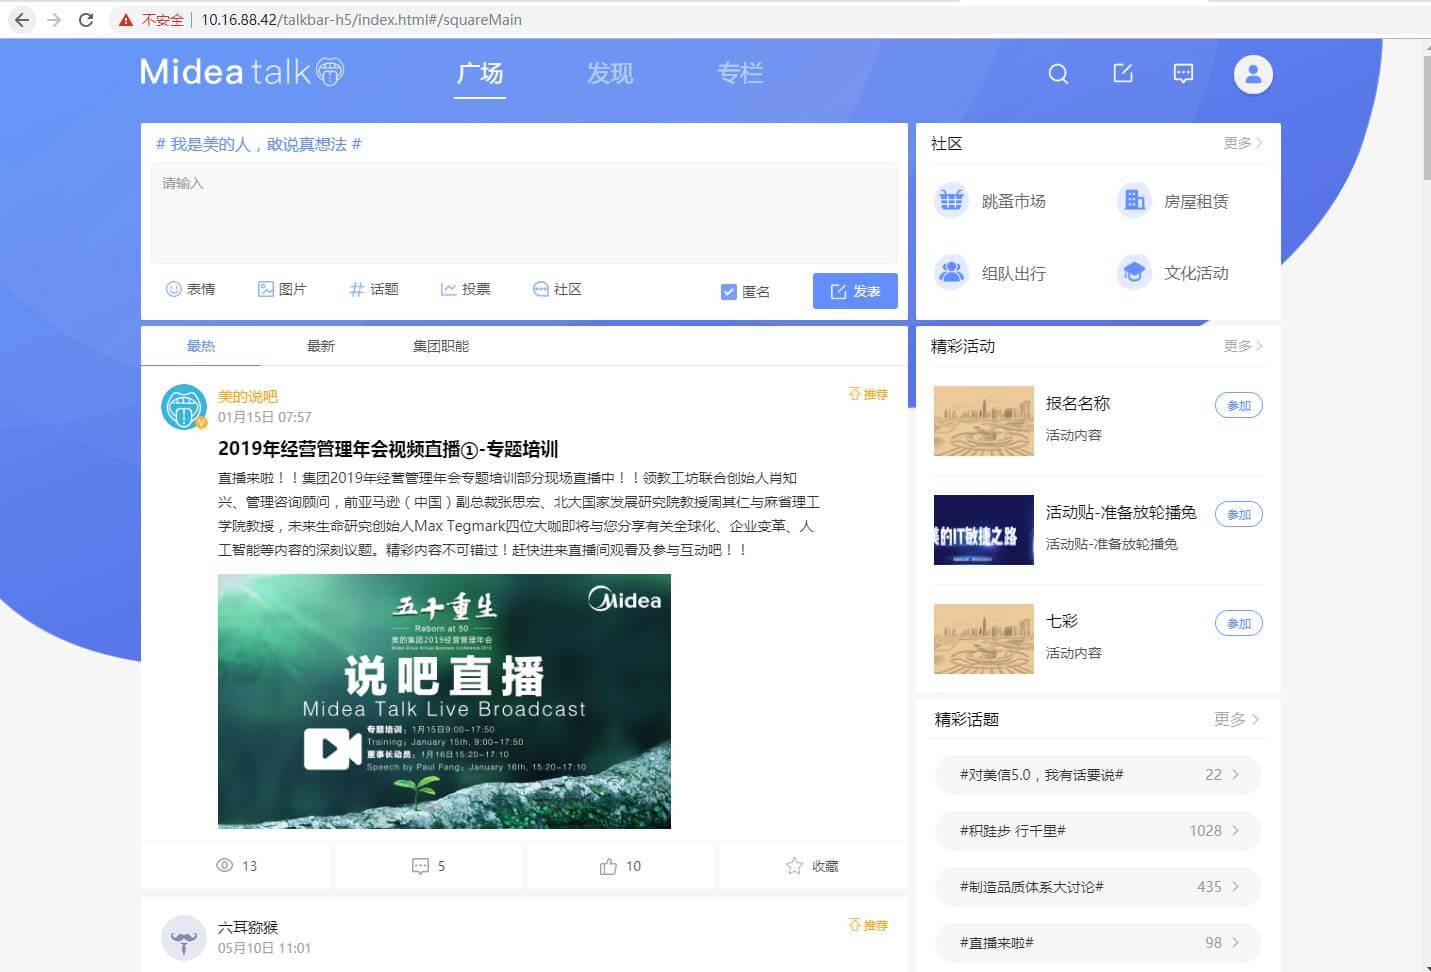 不安全 10.16.88.42/talkbar-h5/index.html#/squareMain
Midea talk 广场 发现 专栏
# 我是美的人，敢说真想法 #
请输入
表情 图片 话题 投票 社区 匿名 发表
最热 最新 集团职能
美的说吧 推荐
01月15日 07:57
2019年经营管理年会视频直播①-专题培训
直播来啦！！集团2019年经营管理年会专题培训部分现场直播中！！领教工坊联合创始人肖知
兴、管理咨询顾问，前亚马逊（中国）副总裁张思宏、北大国家发展研究院教授周其仁与麻省理工
学院教授，未来生命研究创始人Max Tegmark四位大咖即将与您分享有关全球化、企业变革、人
工智能等内容的深刻议题。精彩内容不可错过！赶快进来直播间观看及参与互动吧！！
Midea
五十重生
Reborn at 50
美的集团2019经营管理年会
Midea Group Annual Business Conference 2019
说吧直播
Midea Talk Live Broadcast
专题培训：1月15日9:00-17:50
Training: January 15th, 9:00-17:50
董事长动员：1月16日15:20-17:10
Speech by Paul Fang: January 16th, 15:20-17:10
13 5 10 收藏
六耳猕猴 推荐
05月10日 11:01
社区 更多
跳蚤市场 房屋租赁
组队出行 文化活动
精彩活动 更多
报名名称 参加
活动内容
美的IT敏捷之路
活动贴-准备放轮播兔 参加
活动贴-准备放轮播兔
七彩 参加
活动内容
精彩话题 更多
#对美信5.0，我有话要说# 22
#积跬步 行千里# 1028
#制造品质体系大讨论# 435
#直播来啦# 98